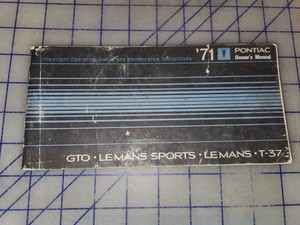 Important Operating, Safety and Maintenance Instructions
'71 PONTIAC
Owner's Manual
GTO • LEMANS SPORTS • LEMANS • T-37